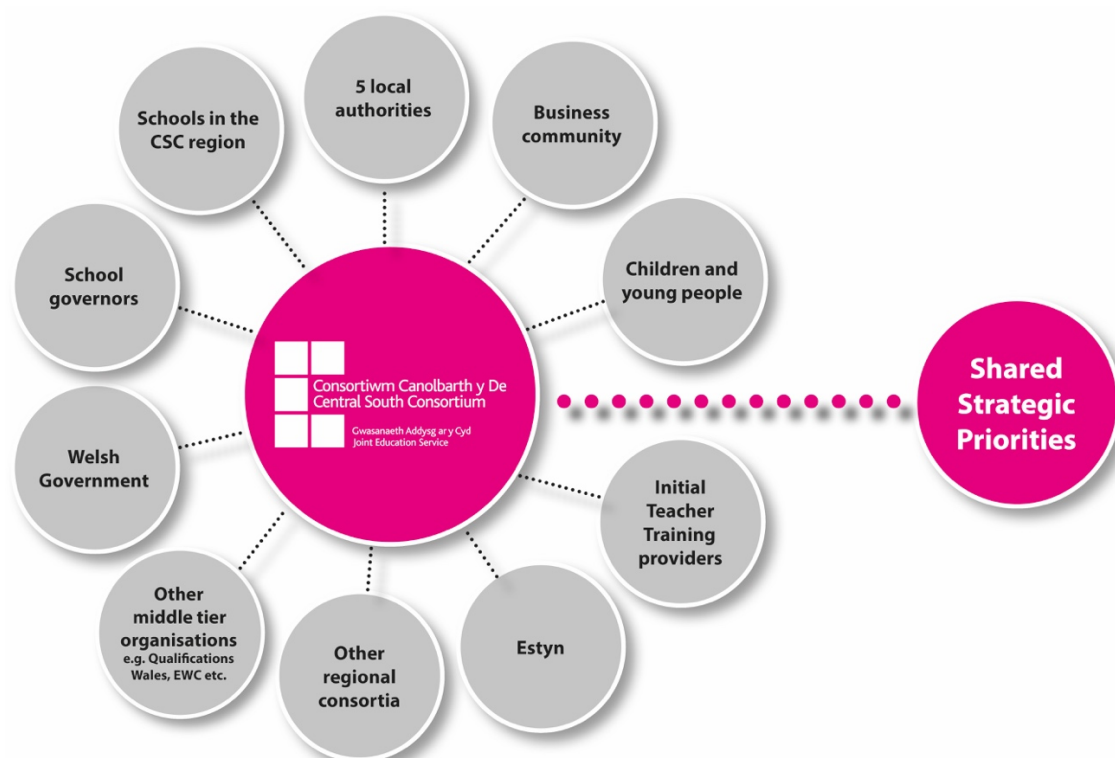 5 local
authorities
Business
community
Children and
young people
Initial
Teacher
Training
providers
Estyn
Other
regional
consortia
Other
middle tier
organisations
e.g. Qualifications
Wales, EWC etc.
Welsh
Government
School
governors
Schools in the
CSC region
Consortiwm Canolbarth y De
Central South Consortium
Gwasanaeth Addysg ar y Cyd
Joint Education Service
Shared
Strategic
Priorities